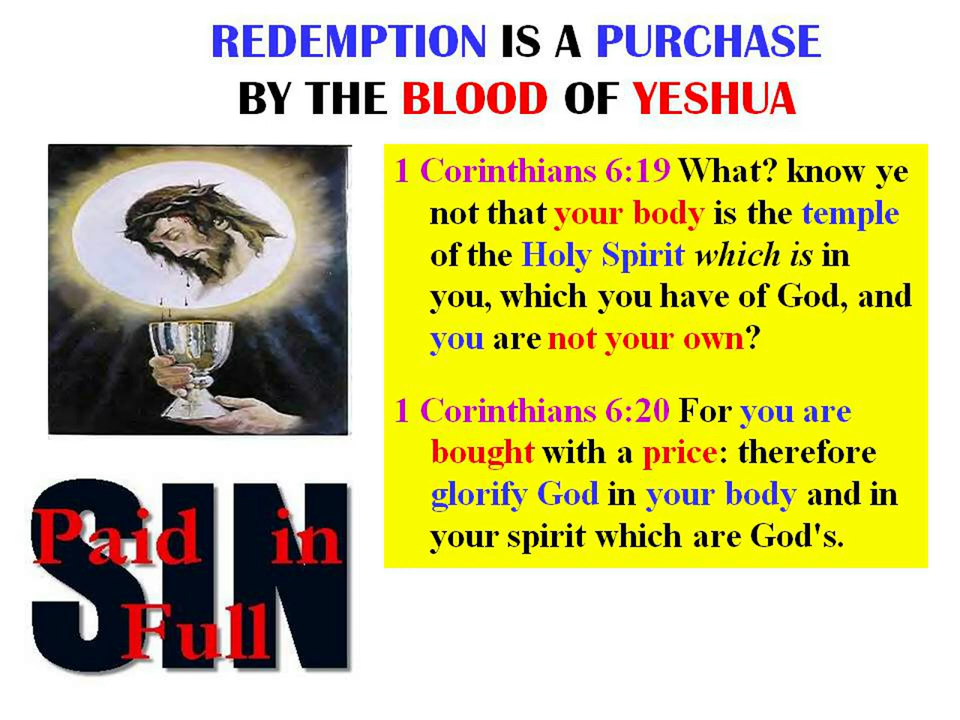 REDEMPTION IS A PURCHASE
BY THE BLOOD OF YESHUA
1 Corinthians 6:19 What? know ye
not that your body is the temple
of the Holy Spirit which is in
you, which you have of God, and
you are not your own?
1 Corinthians 6:20 For you are
bought with a price: therefore
glorify God in your body and in
your spirit which are God's.
SIN
Paid in
Full